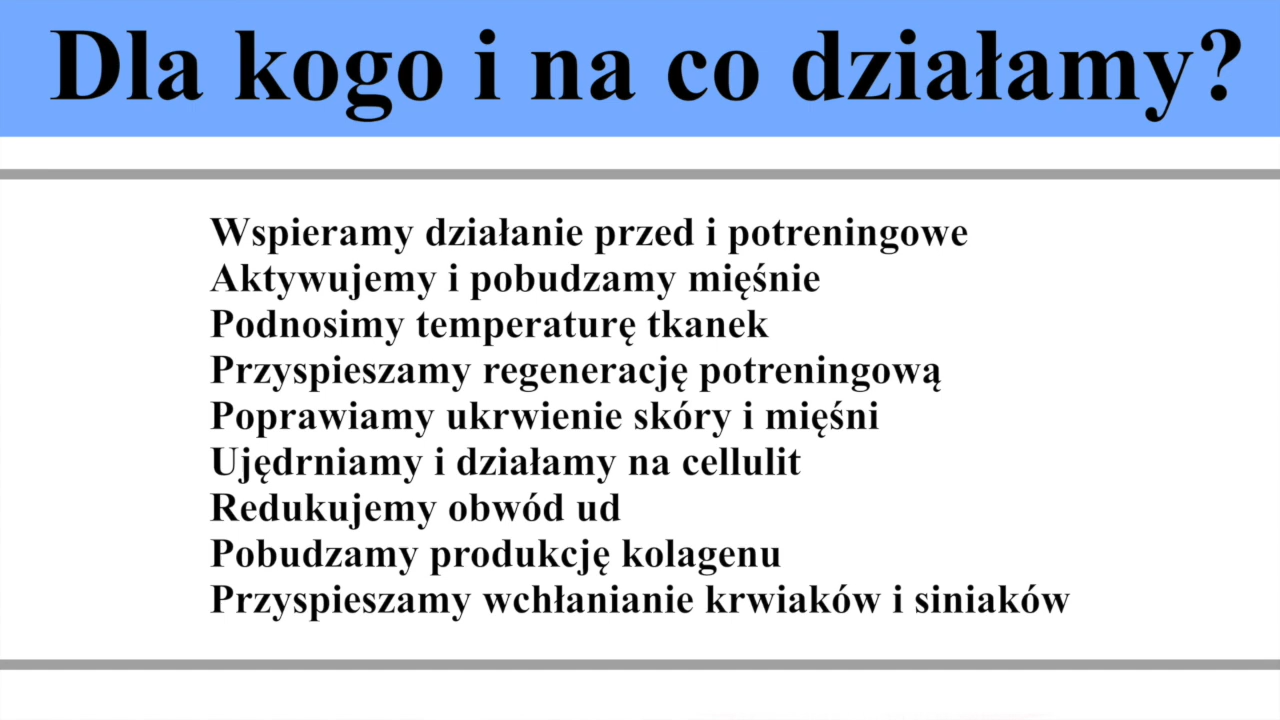 Dla kogo i na co działamy?
Wspieramy działanie przed i potreningowe
Aktywujemy i pobudzamy mięśnie
Podnosimy temperaturę tkanek
Przyspieszamy regenerację potreningową
Poprawiamy ukrwienie skóry i mięśni
Ujędrniamy i działamy na cellulit
Redukujemy obwód ud
Pobudzamy produkcję kolagenu
Przyspieszamy wchłanianie krwiaków i siniaków